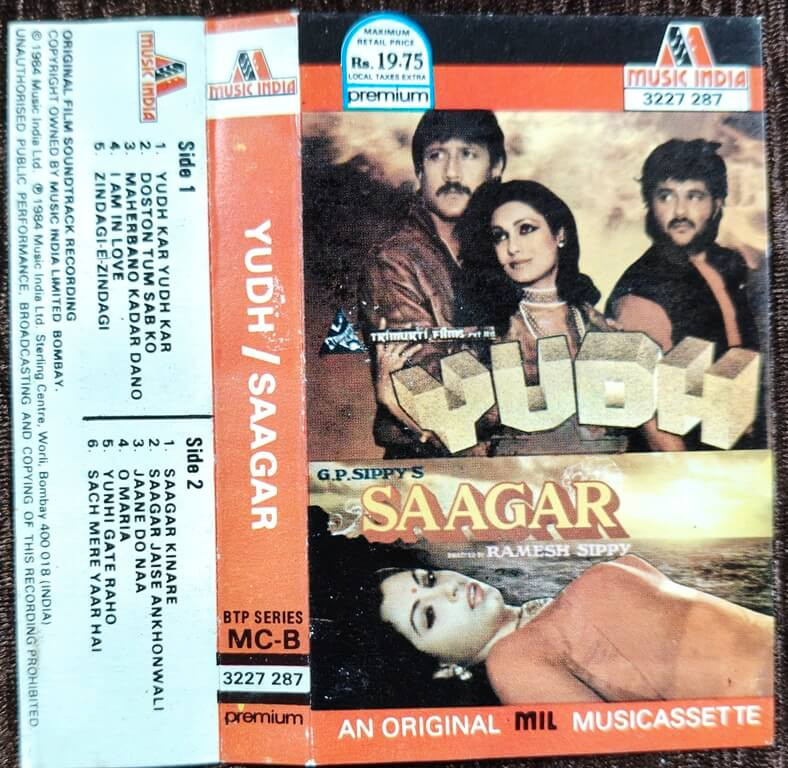 MUSIC INDIA
Side 1
1. YUDH KAR YUDH KAR
2. DOSTON TUM SAB KO
3. MAHERBANO KADAR DANO
4. I AM IN LOVE
5. ZINDAGI-E-ZINDAGI
Side 2
1. SAAGAR KINARE
2. SAAGAR JAISE ANKHONWALI
3. JAANE DO NAA
4. O MARIA
5. YUNHI GATE RAHO
6. SACH MERE YAAR HAI
ORIGINAL FILM SOUNDTRACK RECORDING
COPYRIGHT OWNED BY MUSIC INDIA LIMITED BOMBAY.
© 1984 Music India Ltd. ℗ 1984 Music India Ltd. Sterling Centre, Worli, Bombay 400 018 (INDIA)
UNAUTHORISED PUBLIC PERFORMANCE, BROADCASTING AND COPYING OF THIS RECORDING PROHIBITED
MUSIC INDIA
YUDH / SAAGAR
BTP SERIES
MC-B
3227 287
premium
MAXIMUM
RETAIL PRICE
Rs. 19·75
LOCAL TAXES EXTRA
premium
MUSIC INDIA
3227 287
TRIMURTI FILMS PVT. LTD.
YUDH
G.P. SIPPY'S
SAAGAR
DIRECTED BY RAMESH SIPPY
AN ORIGINAL MIL MUSICASSETTE